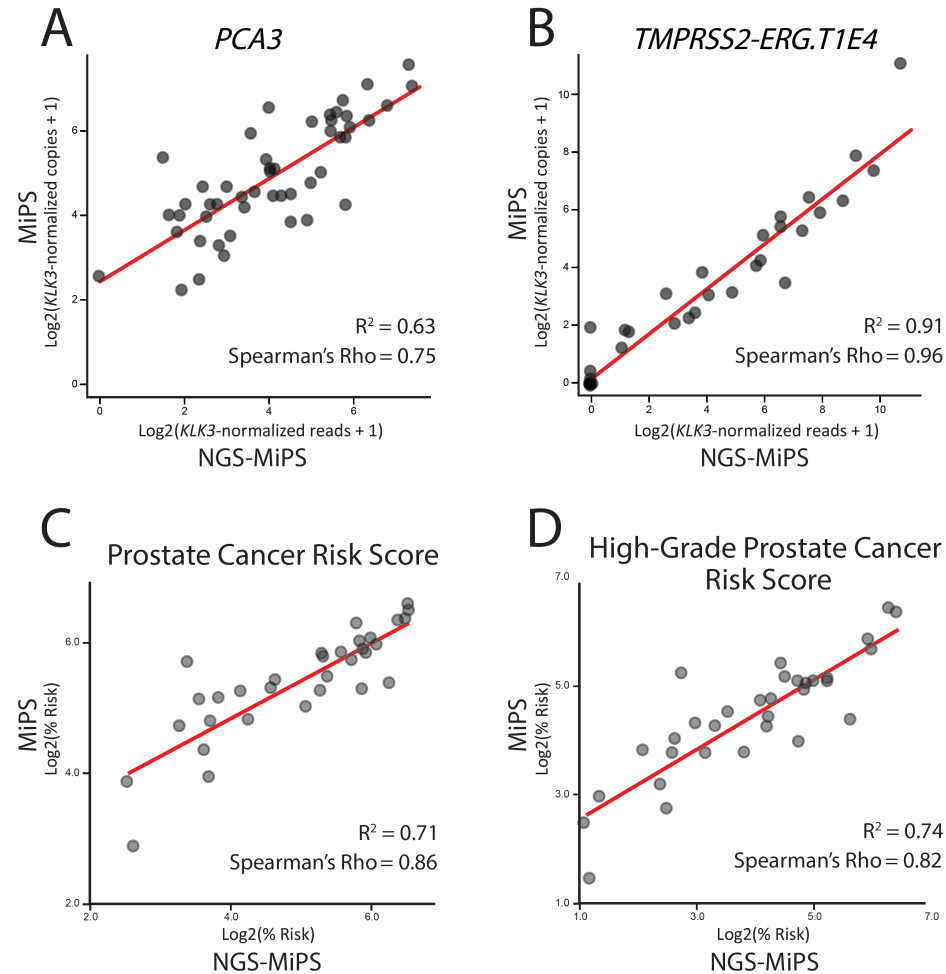 A
PCA3
MiPS
Log2(KLK3-normalized copies + 1)
6
4
2
0
R² = 0.63
Spearman's Rho = 0.75
0 2 4 6
Log2(KLK3-normalized reads + 1)
NGS-MiPS
B
TMPRSS2-ERG.T1E4
MiPS
Log2(KLK3-normalized copies + 1)
10
8
6
4
2
0
R² = 0.91
Spearman's Rho = 0.96
0 2 4 6 8 10
Log2(KLK3-normalized reads + 1)
NGS-MiPS
C
Prostate Cancer Risk Score
MiPS
Log2(% Risk)
6.0
4.0
2.0
R² = 0.71
Spearman's Rho = 0.86
2.0 4.0 6.0
Log2(% Risk)
NGS-MiPS
D
High-Grade Prostate Cancer
Risk Score
MiPS
Log2(% Risk)
7.0
5.0
3.0
1.0
R² = 0.74
Spearman's Rho = 0.82
1.0 3.0 5.0 7.0
Log2(% Risk)
NGS-MiPS